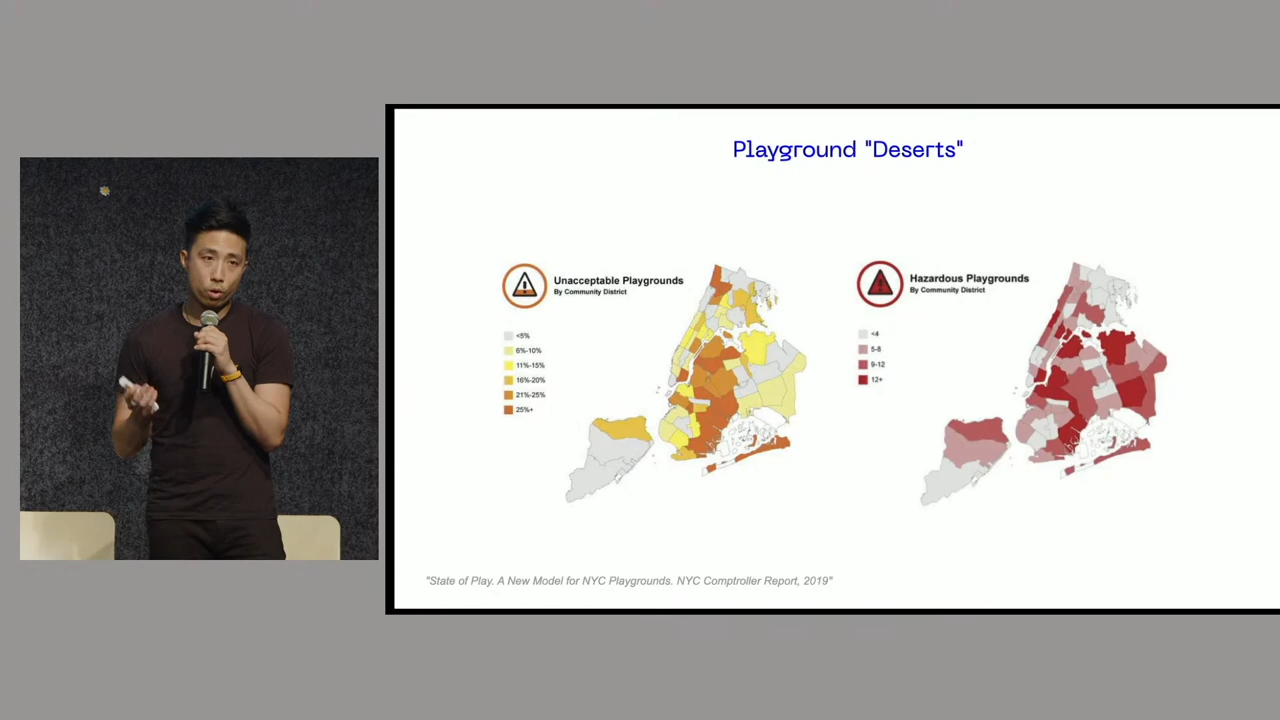 Playground "Deserts"
Unacceptable Playgrounds
By Community District
<5%
6%-10%
11%-15%
16%-20%
21%-25%
25%+
Hazardous Playgrounds
By Community District
<4
5-8
9-12
12+
"State of Play. A New Model for NYC Playgrounds. NYC Comptroller Report, 2019"